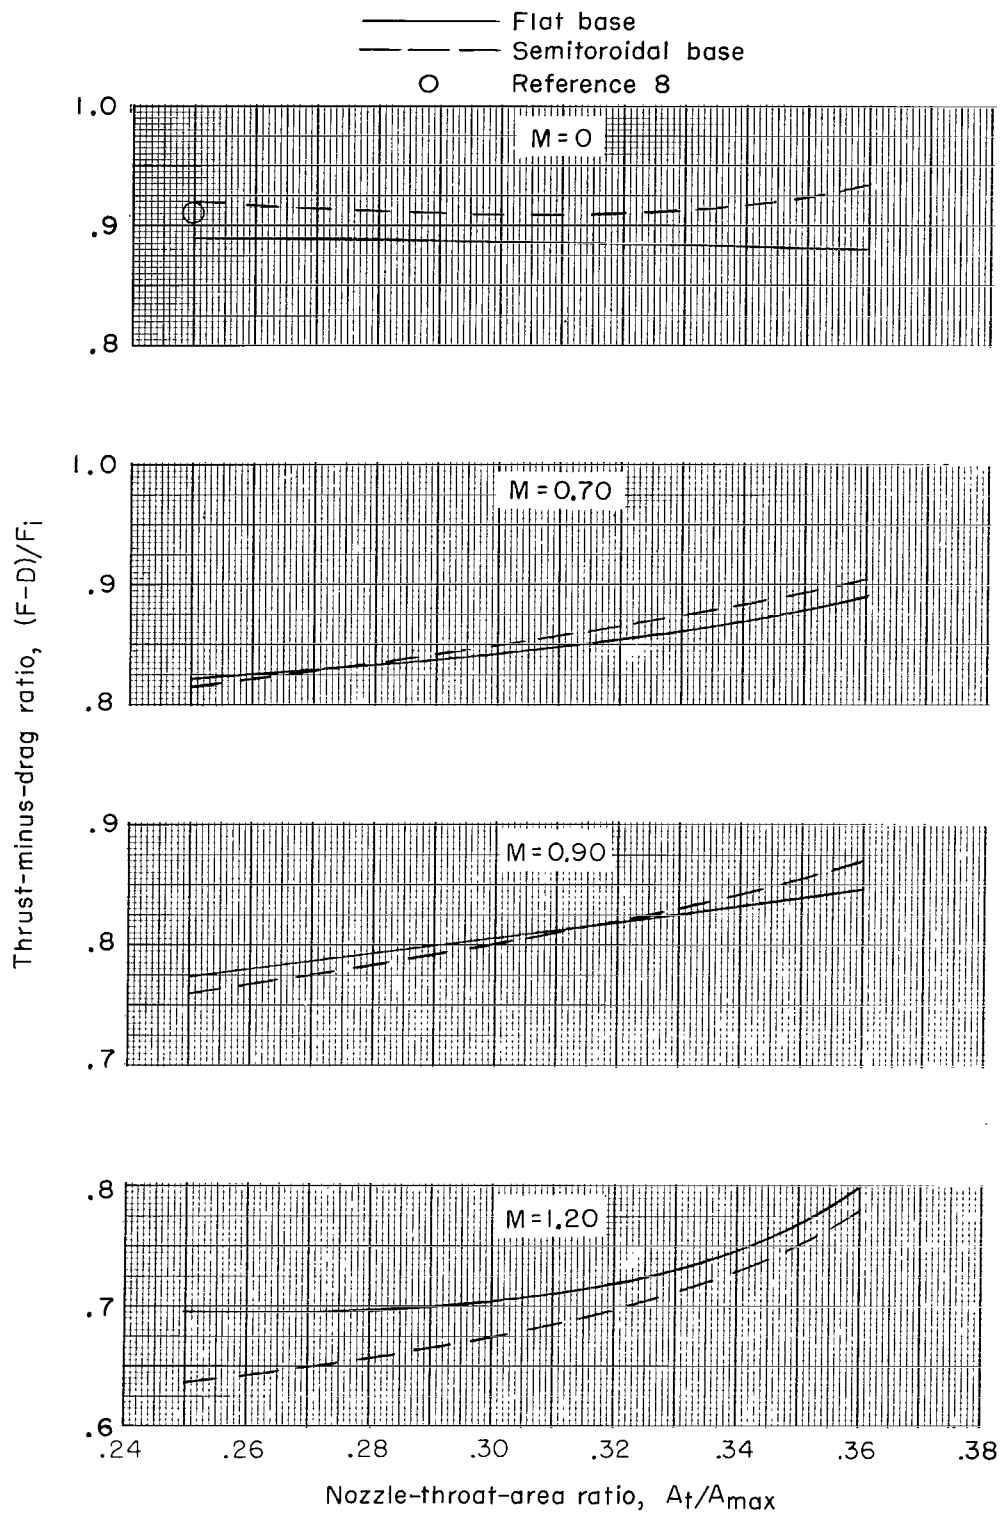 Flat base
Semitoroidal base
Reference 8
1.0
M=0
.9
.8
1.0
M=0.70
.9
.8
Thrust-minus-drag ratio, (F-D)/Fi
.9
M=0.90
.8
.7
.8
M=1.20
.7
.6
.24 .26 .28 .30 .32 .34 .36 .38
Nozzle-throat-area ratio, At/Amax